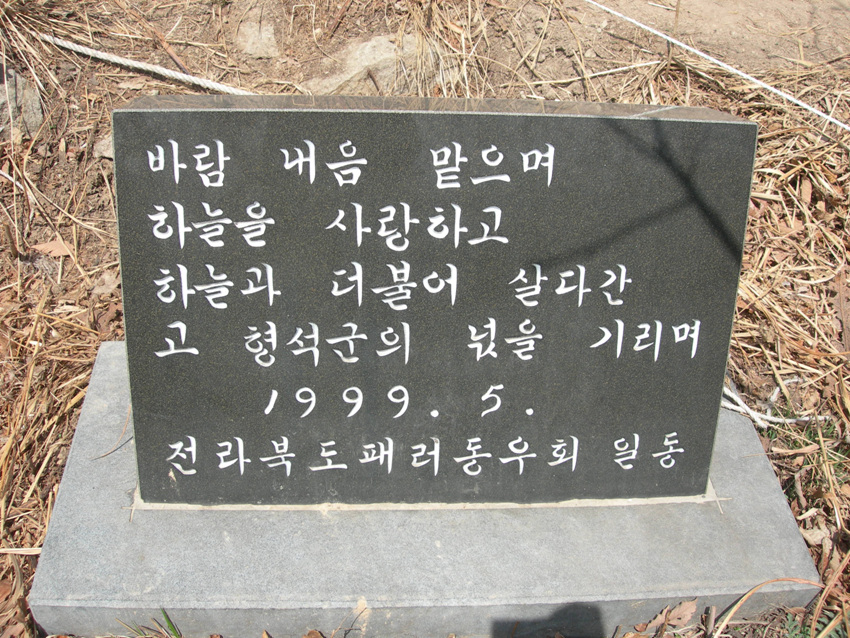 바람 내음 맡으며
하늘을 사랑하고
하늘과 더불어 살다간
고 형석군의 넋을 기리며
1999. 5.
전라북도패러동우회 일동